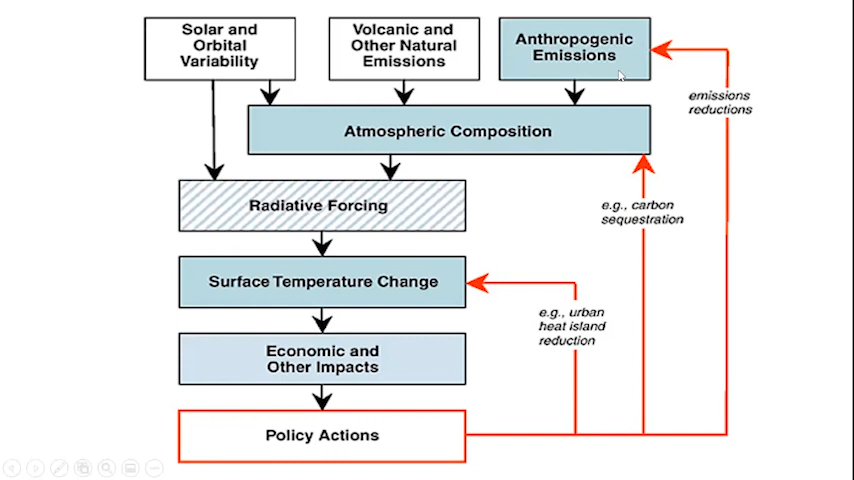 Solar and
Orbital
Variability
Volcanic and
Other Natural
Emissions
Anthropogenic
Emissions
emissions
reductions
Atmospheric Composition
e.g., carbon
sequestration
Radiative Forcing
Surface Temperature Change
e.g., urban
heat island
reduction
Economic and
Other Impacts
Policy Actions